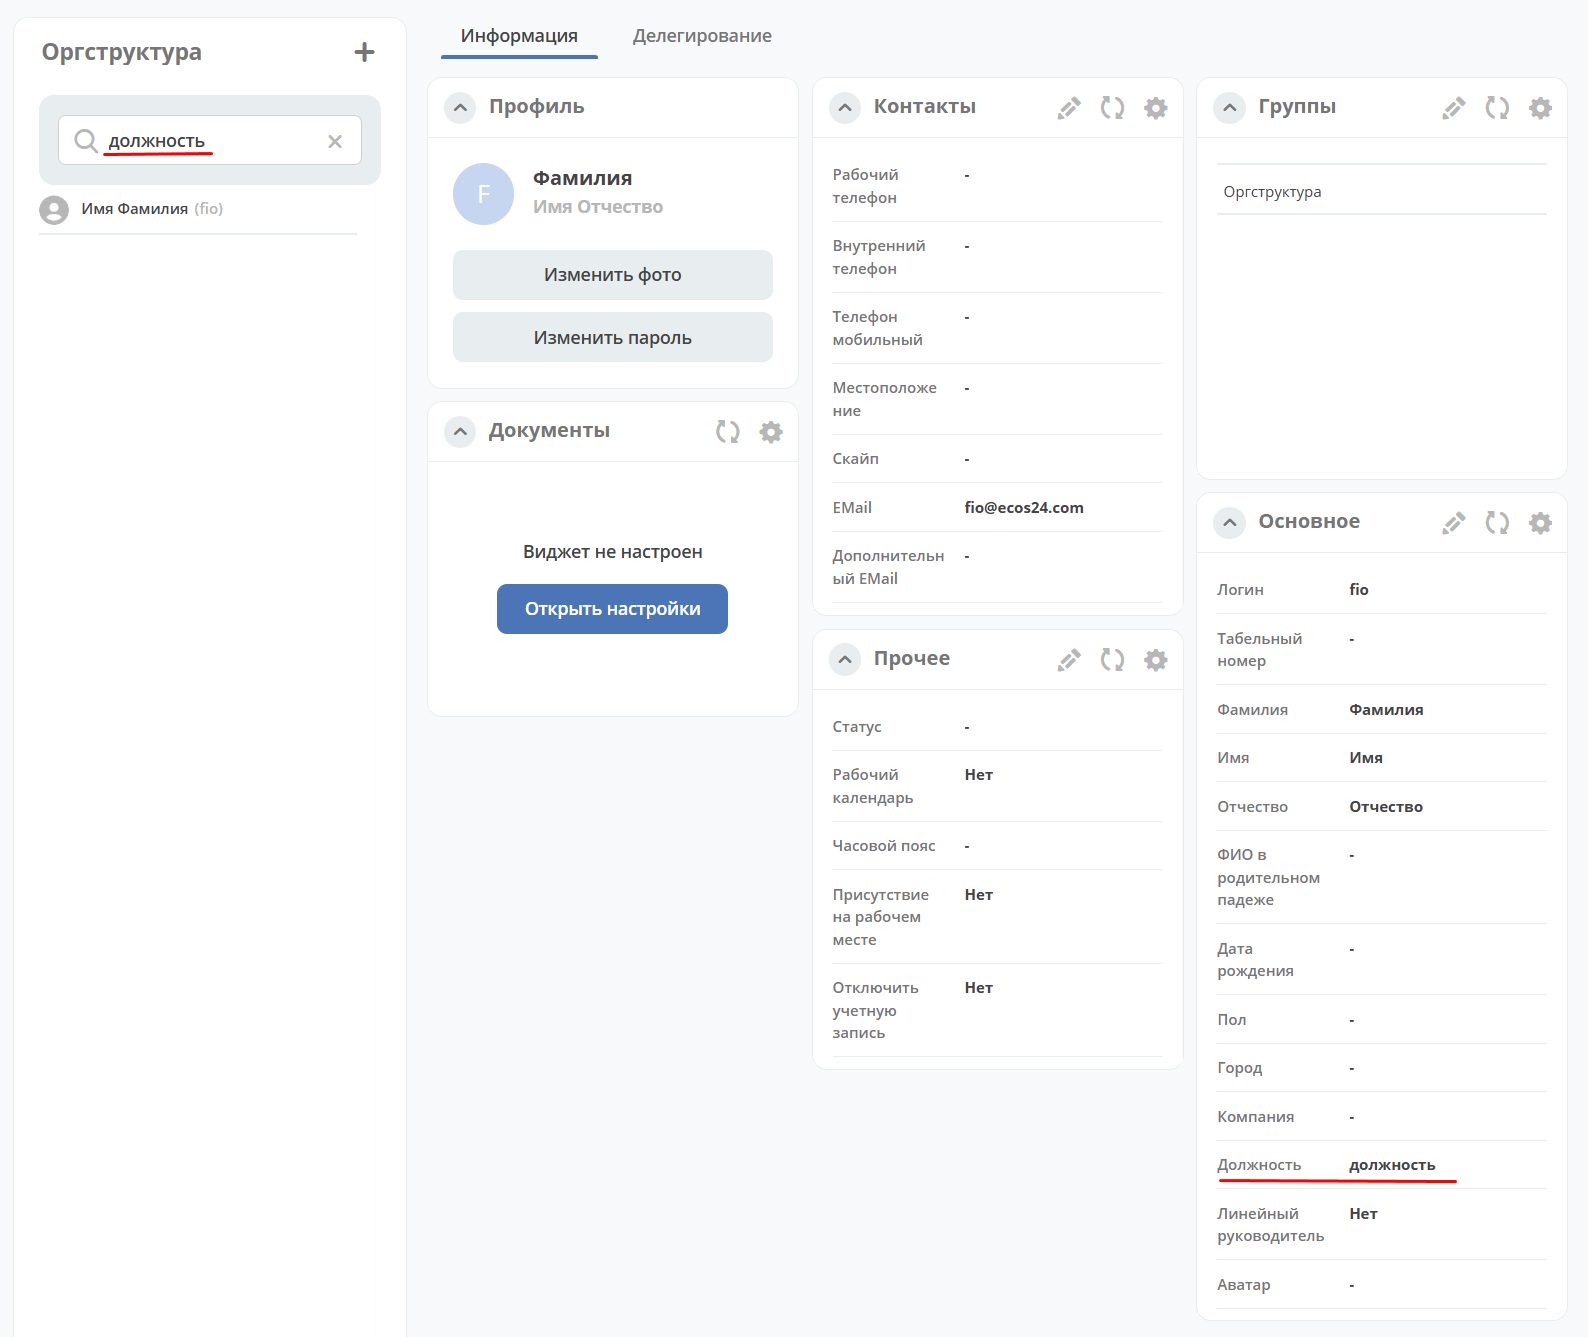 Оргструктура
должность
Имя Фамилия (fio)
Информация
Делегирование
Профиль
F
Фамилия
Имя Отчество
Изменить фото
Изменить пароль
Документы
Виджет не настроен
Открыть настройки
Контакты
Рабочий
телефон
-
Внутренний
телефон
-
Телефон
мобильный
-
Местоположе
ние
-
Скайп -
EMail fio@ecos24.com
Дополнительн
ый EMail
-
Прочее
Статус -
Рабочий
календарь
Нет
Часовой пояс -
Присутствие
на рабочем
месте
Нет
Отключить
учетную
запись
Нет
Группы
Оргструктура
Основное
Логин fio
Табельный
номер
-
Фамилия Фамилия
Имя Имя
Отчество Отчество
ФИО в
родительном
падеже
-
Дата
рождения
-
Пол -
Город -
Компания -
Должность должность
Линейный
руководитель
Нет
Аватар -